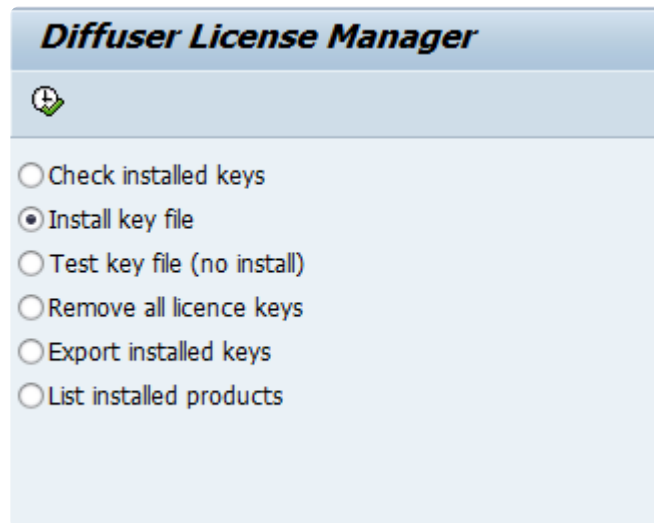 Diffuser License Manager
Check installed keys
Install key file
Test key file (no install)
Remove all licence keys
Export installed keys
List installed products